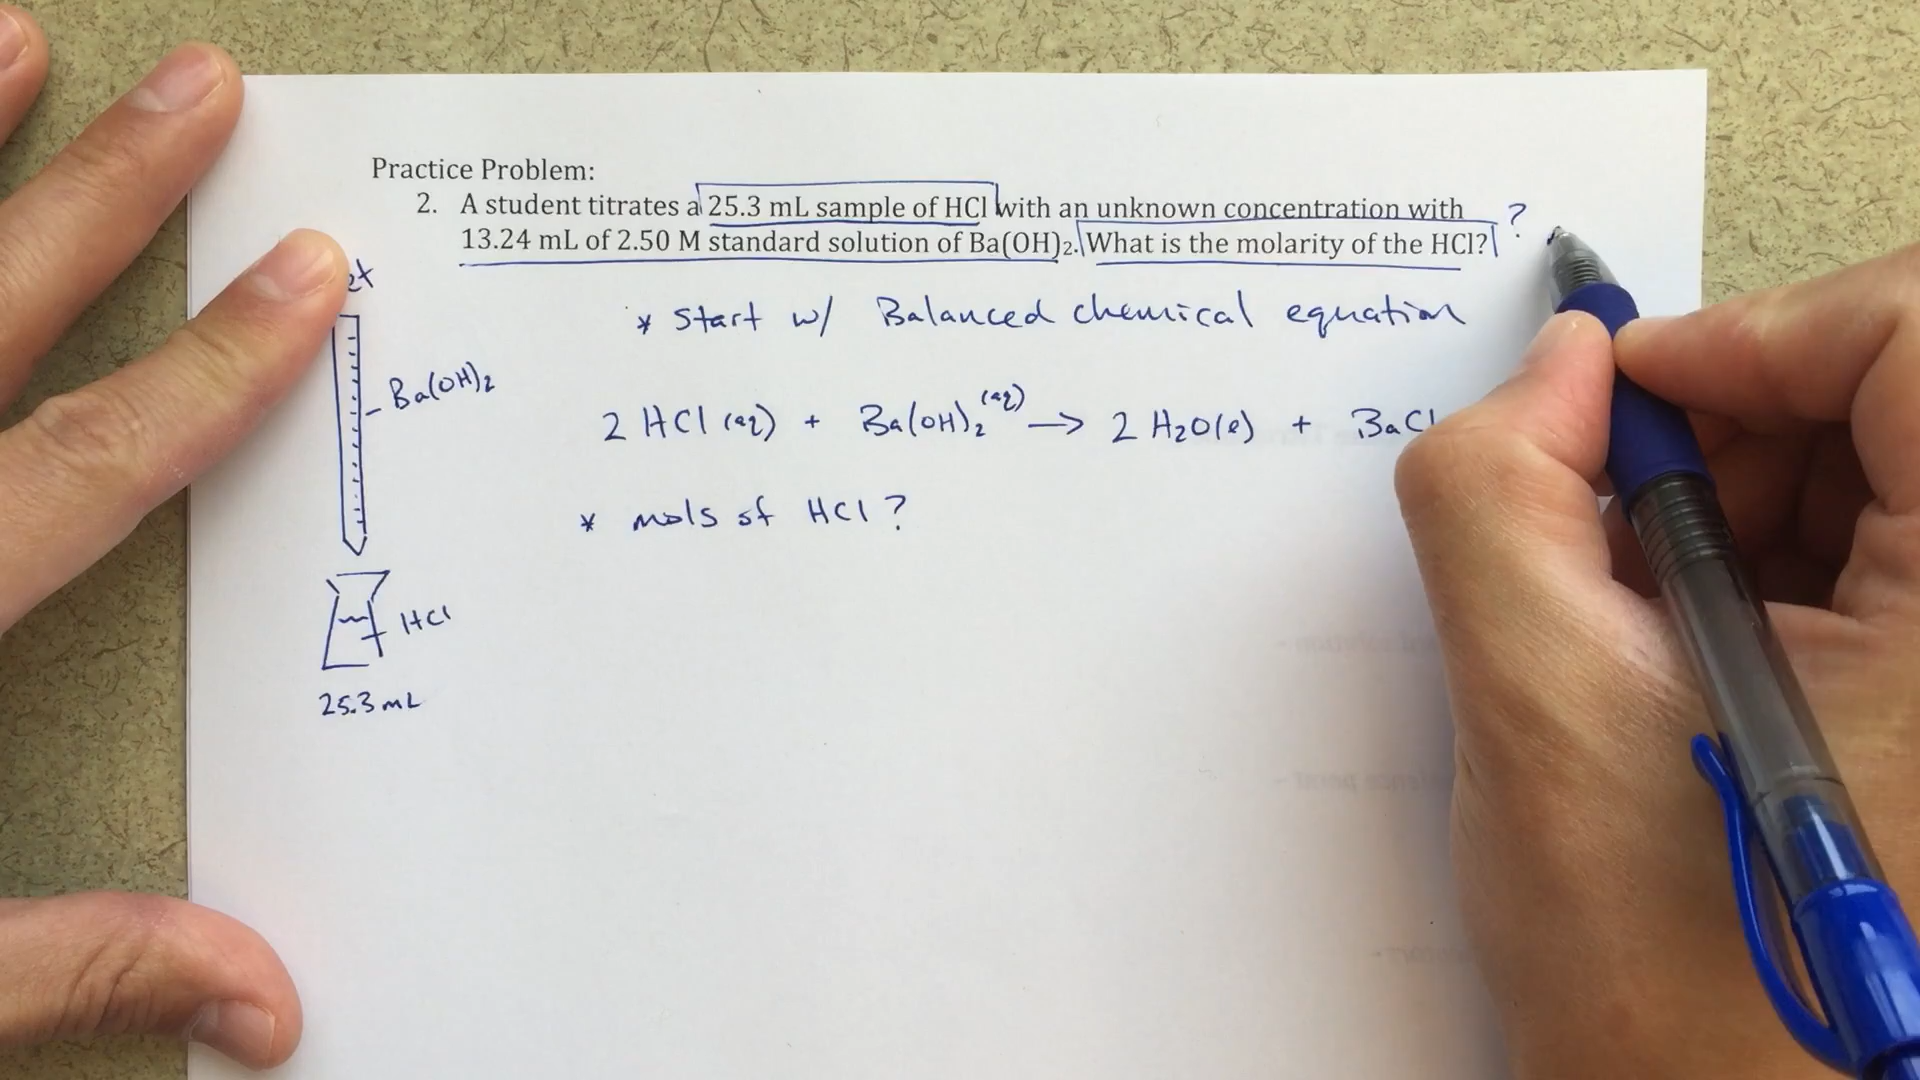 Practice Problem:
2. A student titrates a 25.3 mL sample of HCl with an unknown concentration with
13.24 mL of 2.50 M standard solution of Ba(OH)₂. What is the molarity of the HCl? ?
* Start w/ Balanced chemical equation
Ba(OH)₂
2 HCl (aq) + Ba(OH)₂ (aq) → 2 H₂O(l) + BaCl
* mols of HCl ?
HCl
25.3 mL